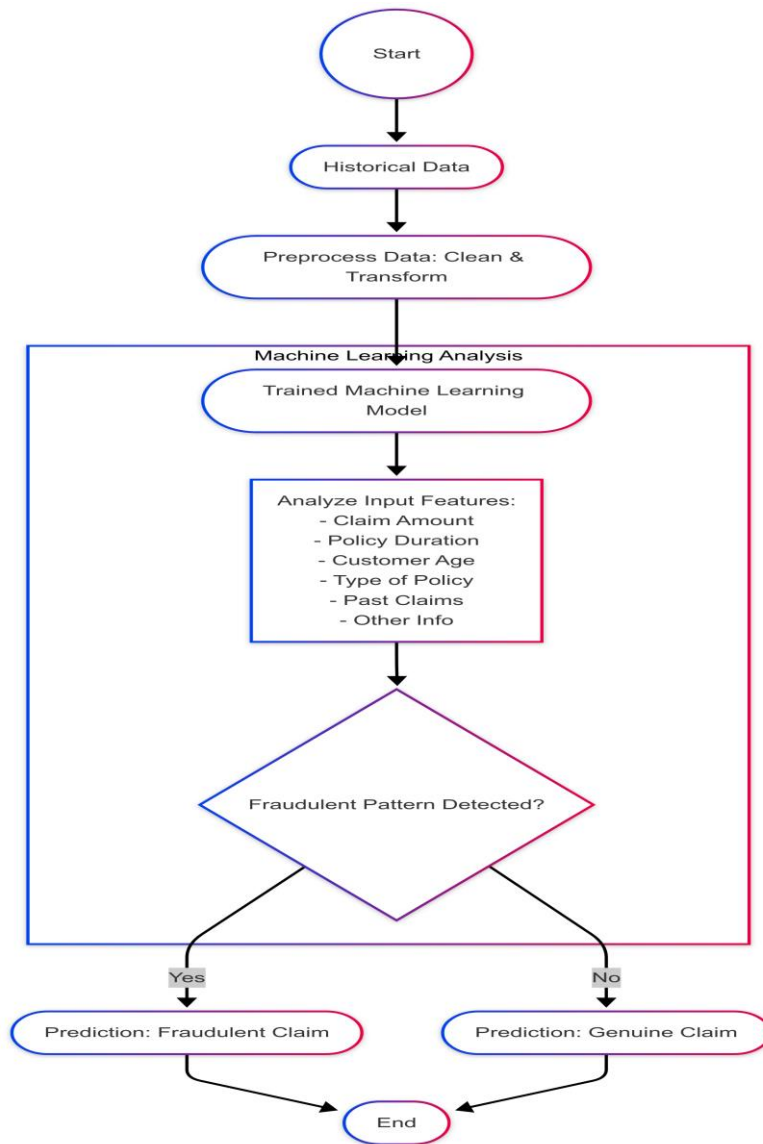 Start
Historical Data
Preprocess Data: Clean &
Transform
Machine Learning Analysis
Trained Machine Learning
Model
Analyze Input Features:
- Claim Amount
- Policy Duration
- Customer Age
- Type of Policy
- Past Claims
- Other Info
Fraudulent Pattern Detected?
Yes
No
Prediction: Fraudulent Claim
Prediction: Genuine Claim
End